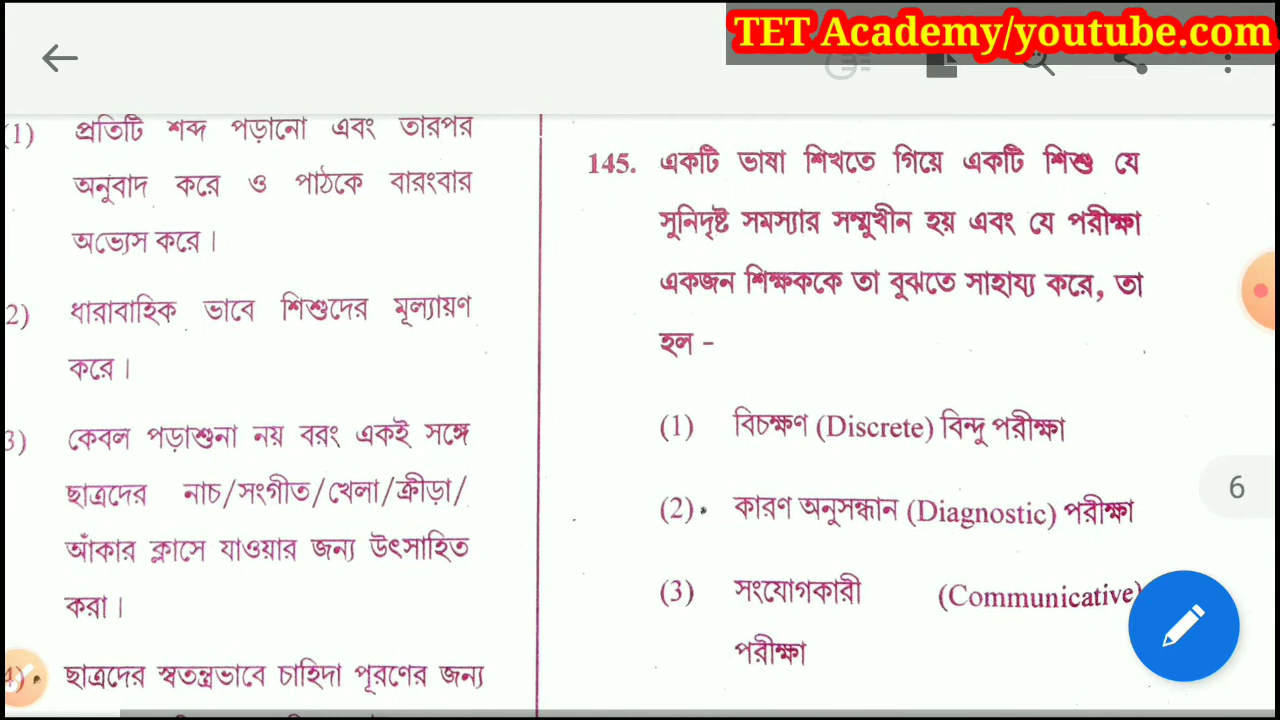 TET Academy/youtube.com
(1) প্রতিটি শব্দ পড়ানো এবং তারপর
অনুবাদ করে ও পাঠকে বারংবার
অভ্যেস করে।
2) ধারাবাহিক ভাবে শিশুদের মূল্যায়ণ
করে।
3) কেবল পড়াশুনা নয় বরং একই সঙ্গে
ছাত্রদের নাচ/সংগীত/খেলা/ক্রীড়া/
আঁকার ক্লাসে যাওয়ার জন্য উৎসাহিত
করা।
4) ছাত্রদের স্বতন্ত্রভাবে চাহিদা পূরণের জন্য
145. একটি ভাষা শিখতে গিয়ে একটি শিশু যে
সুনিদৃষ্ট সমস্যার সম্মুখীন হয় এবং যে পরীক্ষা
একজন শিক্ষককে তা বুঝতে সাহায্য করে, তা
হল -
(1) বিচক্ষণ (Discrete) বিন্দু পরীক্ষা
(2) কারণ অনুসন্ধান (Diagnostic) পরীক্ষা
(3) সংযোগকারী (Communicative)
পরীক্ষা
6